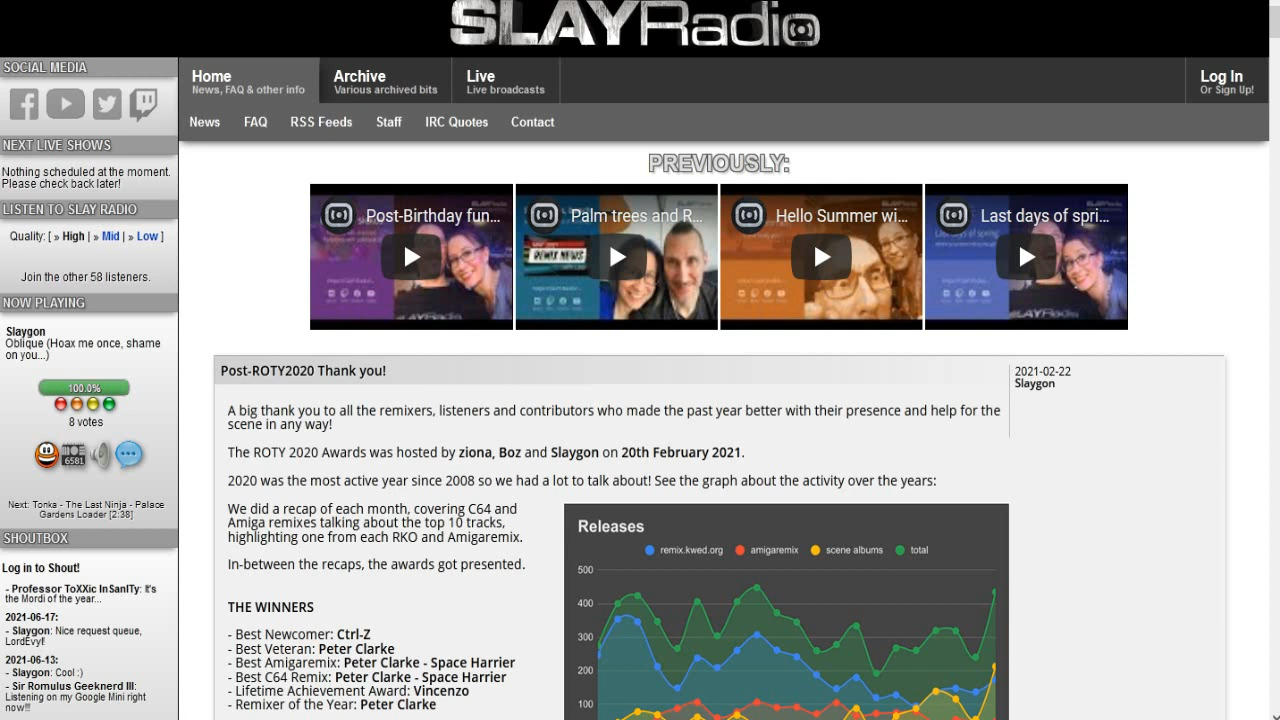 SLAYRadio
SOCIAL MEDIA
NEXT LIVE SHOWS
Nothing scheduled at the moment.
Please check back later!
LISTEN TO SLAY RADIO
Quality: [ » High | » Mid | » Low ]
Join the other 58 listeners.
NOW PLAYING
Slaygon
Oblique (Hoax me once, shame
on you...)
100.0%
8 votes
6581
Next: Tonka - The Last Ninja - Palace
Gardens Loader [2:38]
SHOUTBOX
Log in to Shout!
- Professor ToXXic InSanITy: It's
the Mordi of the year...
2021-06-17:
- Slaygon: Nice request queue,
LordEvy!!
2021-06-13:
- Slaygon: Cool :)
- Sir Romulus Geeknerd III:
Listening on my Google Mini right
now!!!
Home
News, FAQ & other info
Archive
Various archived bits
Live
Live broadcasts
Log In
Or Sign Up!
News
FAQ
RSS Feeds
Staff
IRC Quotes
Contact
PREVIOUSLY:
Post-Birthday fun...
Palm trees and R...
REMIX NEWS
Hello Summer wi...
Last days of spri...
SLAYRadio
Post-ROTY2020 Thank you!
2021-02-22
Slaygon
A big thank you to all the remixers, listeners and contributors who made the past year better with their presence and help for the
scene in any way!
The ROTY 2020 Awards was hosted by ziona, Boz and Slaygon on 20th February 2021.
2020 was the most active year since 2008 so we had a lot to talk about! See the graph about the activity over the years:
We did a recap of each month, covering C64 and
Amiga remixes talking about the top 10 tracks,
highlighting one from each RKO and Amigaremix.
In-between the recaps, the awards got presented.
THE WINNERS
- Best Newcomer: Ctrl-Z
- Best Veteran: Peter Clarke
- Best Amigaremix: Peter Clarke - Space Harrier
- Best C64 Remix: Peter Clarke - Space Harrier
- Lifetime Achievement Award: Vincenzo
- Remixer of the Year: Peter Clarke
Releases
remix.kwed.org
amigaremix
scene albums
total
500
400
300
200
100